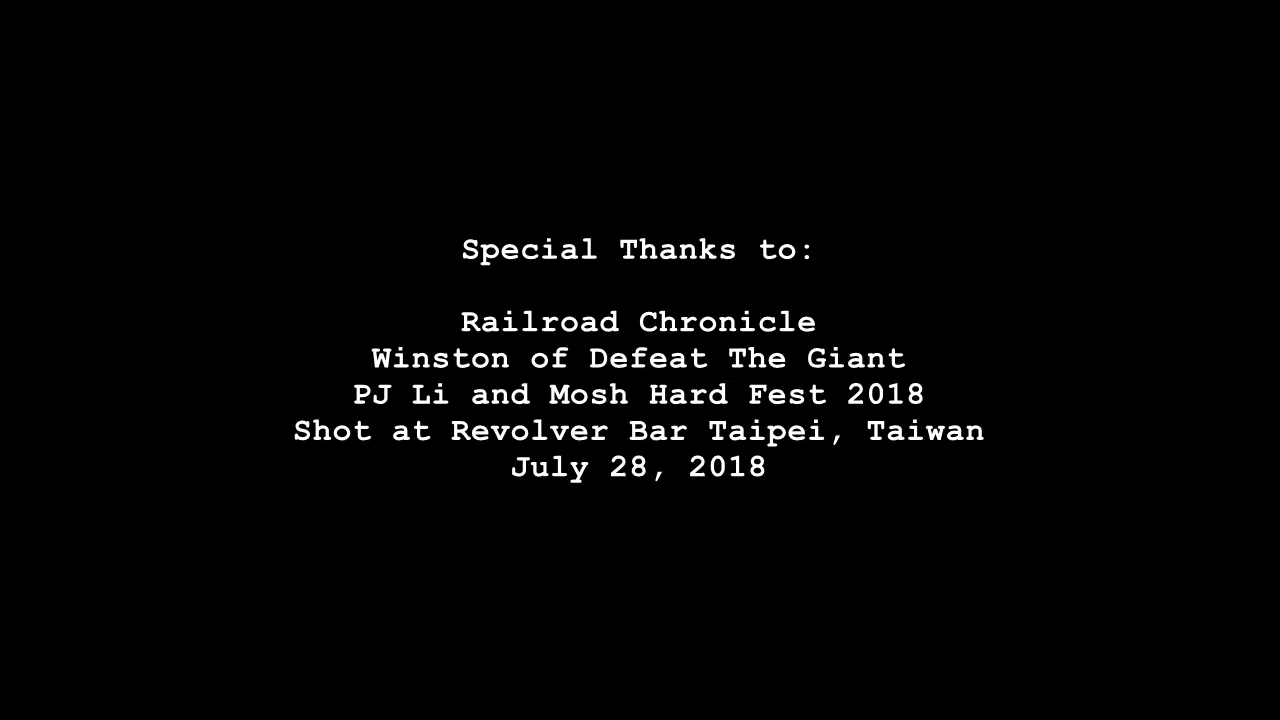 Special Thanks to:
Railroad Chronicle
Winston of Defeat The Giant
PJ Li and Mosh Hard Fest 2018
Shot at Revolver Bar Taipei, Taiwan
July 28, 2018